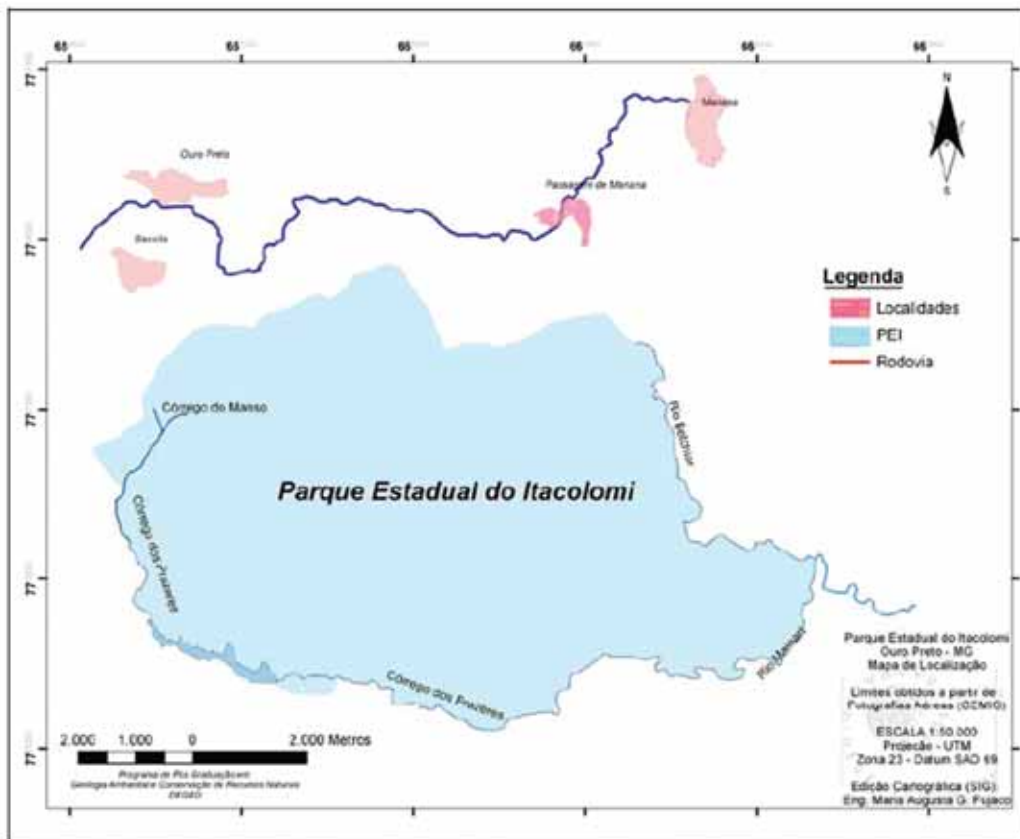 65 65 66 66 66 66
77
77
77
77
77
N
S
Mariana
Ouro Preto
Passagem de Mariana
Bauxita
Legenda
Localidades
PEI
Rodovia
Córrego do Manso
Rio Belchior
Parque Estadual do Itacolomi
Córrego dos Prazeres
Rio Mainart
Córrego dos Prazeres
Parque Estadual do Itacolomi
Ouro Preto - MG
Mapa de Localização
Limites obtidos a partir de
Fotografias Aéreas (CEMIG)
ESCALA 1:50.000
Projeção - UTM
Zona 23 - Datum SAD 69
Edição Cartográfica (SIG)
Eng. Maria Augusta G. Fujaco
2.000 1.000 0 2.000 Metros
Programa de Pós Graduação em
Geologia Ambiental e Conservação de Recursos Naturais
DEGEO